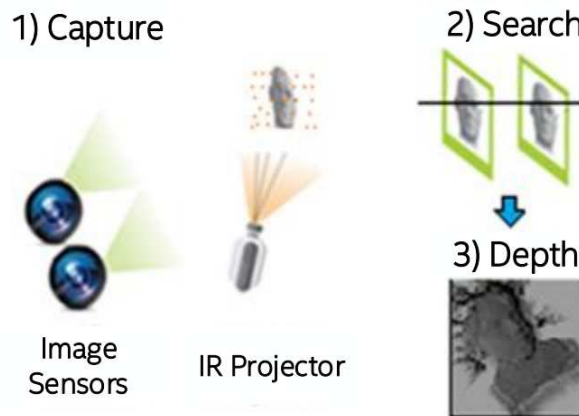 1) Capture
2) Search
3) Depth
Image
Sensors
IR Projector